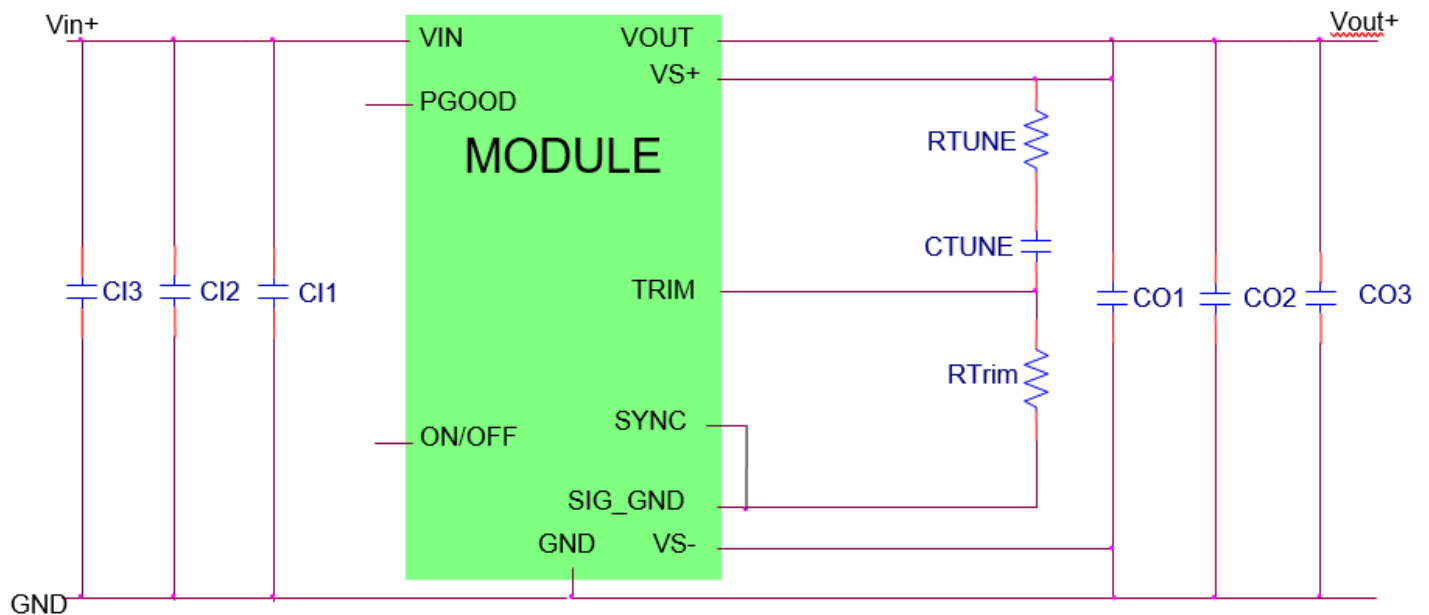 Vin+
Vout+
VIN
VOUT
VS+
PGOOD
MODULE
RTUNE
CTUNE
TRIM
CI3
CI2
CI1
CO1
CO2
CO3
RTrim
SYNC
ON/OFF
SIG_GND
GND
VS-
GND